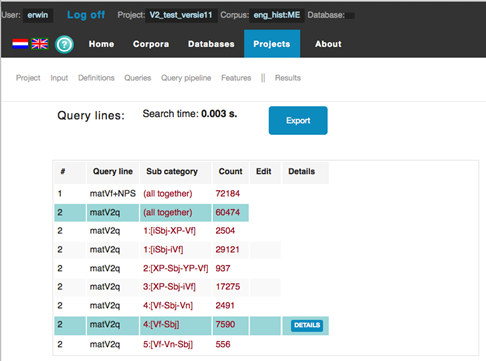 User: erwin Log off Project: V2_test_versie11 Corpus: eng_hist:ME Database:
? Home Corpora Databases Projects About
Project Input Definitions Queries Query pipeline Features || Results
Query lines: Search time: 0.003 s. Export
# Query line Sub category Count Edit Details
1 matVf+NPS (all together) 72184
2 matV2q (all together) 60474
2 matV2q 1:[iSbj-XP-Vf] 2504
2 matV2q 1:[iSbj-iVf] 29121
2 matV2q 2:[XP-Sbj-YP-Vf] 937
2 matV2q 3:[XP-Sbj-iVf] 17275
2 matV2q 4:[Vf-Sbj-Vn] 2491
2 matV2q 4:[Vf-Sbj] 7590 DETAILS
2 matV2q 5:[Vf-Vn-Sbj] 556